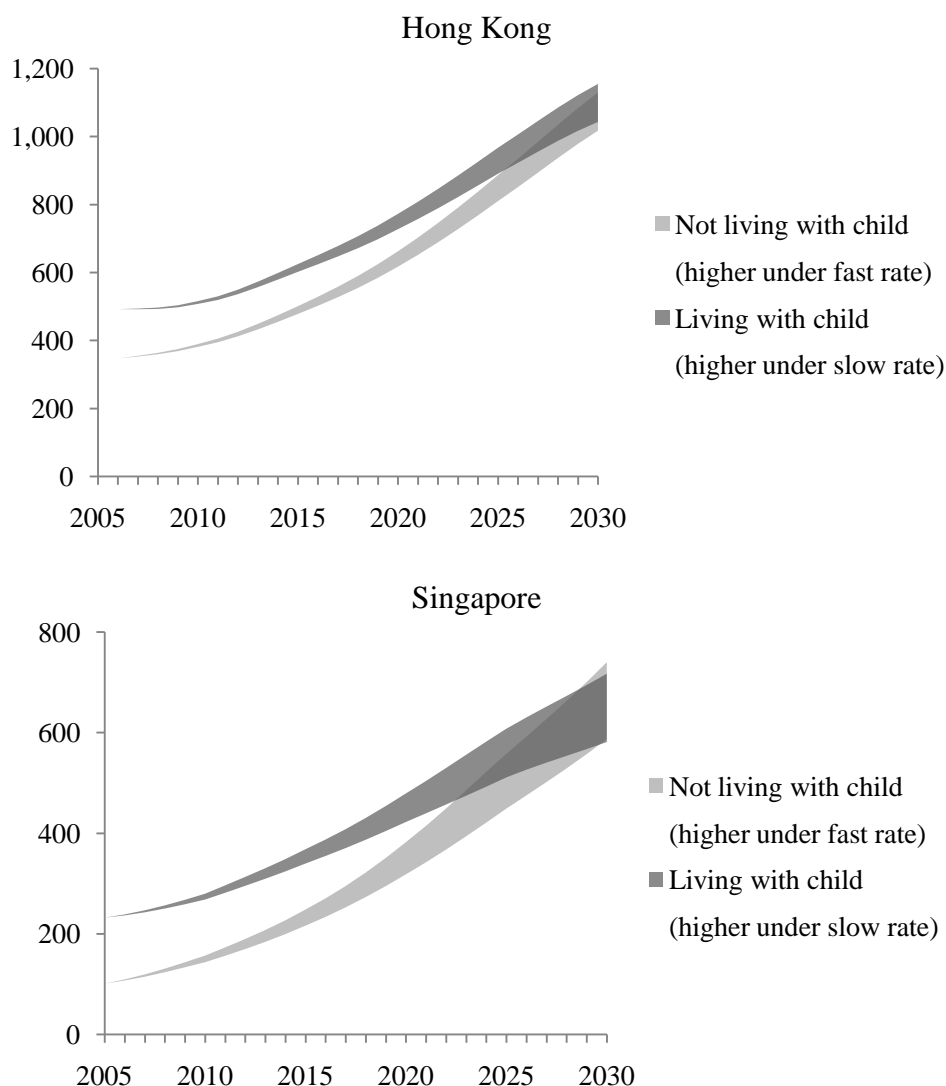 Hong Kong
1,200
1,000
800
600
400
200
0
2005 2010 2015 2020 2025 2030
Not living with child
(higher under fast rate)
Living with child
(higher under slow rate)
Singapore
800
600
400
200
0
2005 2010 2015 2020 2025 2030
Not living with child
(higher under fast rate)
Living with child
(higher under slow rate)